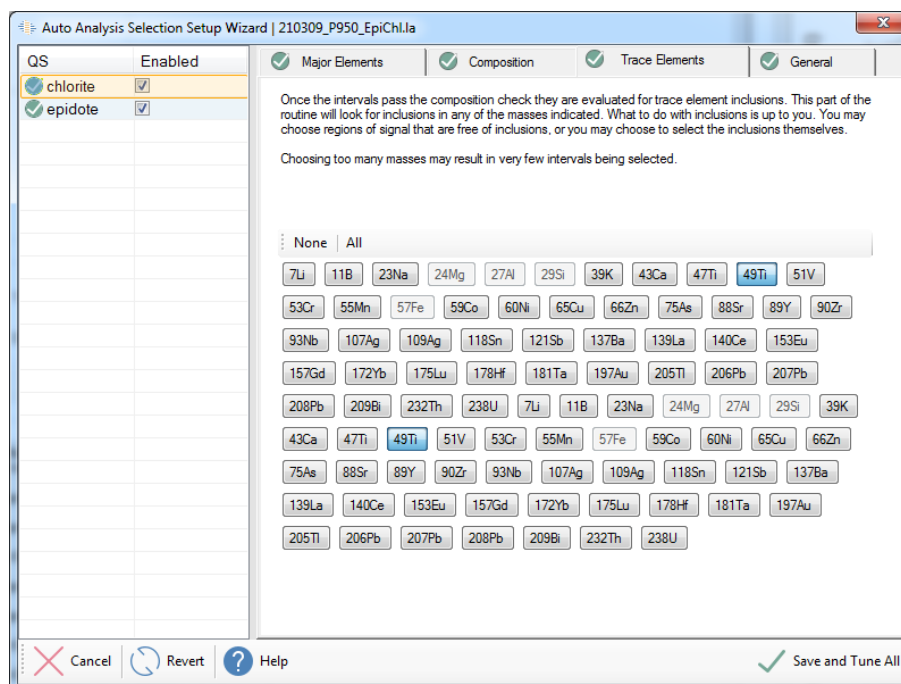 Auto Analysis Selection Setup Wizard | 210309_P950_EpiChl.la
QS Enabled
chlorite
epidote
Major Elements Composition Trace Elements General
Once the intervals pass the composition check they are evaluated for trace element inclusions. This part of the
routine will look for inclusions in any of the masses indicated. What to do with inclusions is up to you. You may
choose regions of signal that are free of inclusions, or you may choose to select the inclusions themselves.
Choosing too many masses may result in very few intervals being selected.
None All
7Li 11B 23Na 24Mg 27Al 29Si 39K 43Ca 47Ti 49Ti 51V
53Cr 55Mn 57Fe 59Co 60Ni 65Cu 66Zn 75As 88Sr 89Y 90Zr
93Nb 107Ag 109Ag 118Sn 121Sb 137Ba 139La 140Ce 153Eu
157Gd 172Yb 175Lu 178Hf 181Ta 197Au 205Tl 206Pb 207Pb
208Pb 209Bi 232Th 238U 7Li 11B 23Na 24Mg 27Al 29Si 39K
43Ca 47Ti 49Ti 51V 53Cr 55Mn 57Fe 59Co 60Ni 65Cu 66Zn
75As 88Sr 89Y 90Zr 93Nb 107Ag 109Ag 118Sn 121Sb 137Ba
139La 140Ce 153Eu 157Gd 172Yb 175Lu 178Hf 181Ta 197Au
205Tl 206Pb 207Pb 208Pb 209Bi 232Th 238U
Cancel Revert ? Help Save and Tune All